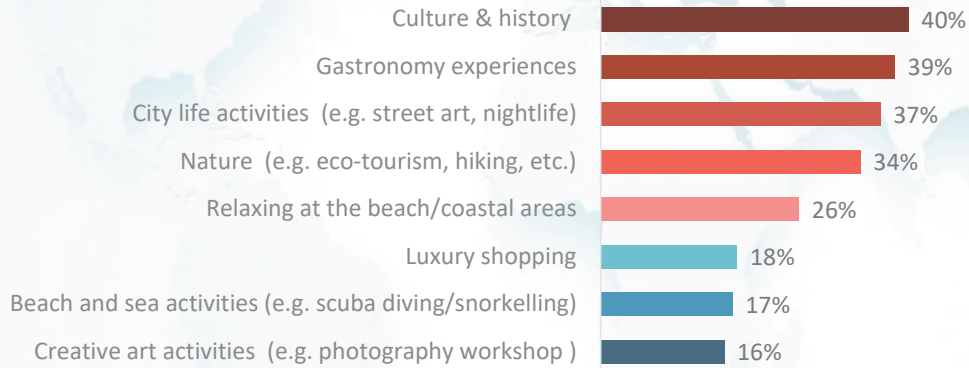 Culture & history 40%
Gastronomy experiences 39%
City life activities (e.g. street art, nightlife) 37%
Nature (e.g. eco-tourism, hiking, etc.) 34%
Relaxing at the beach/coastal areas 26%
Luxury shopping 18%
Beach and sea activities (e.g. scuba diving/snorkelling) 17%
Creative art activities (e.g. photography workshop ) 16%